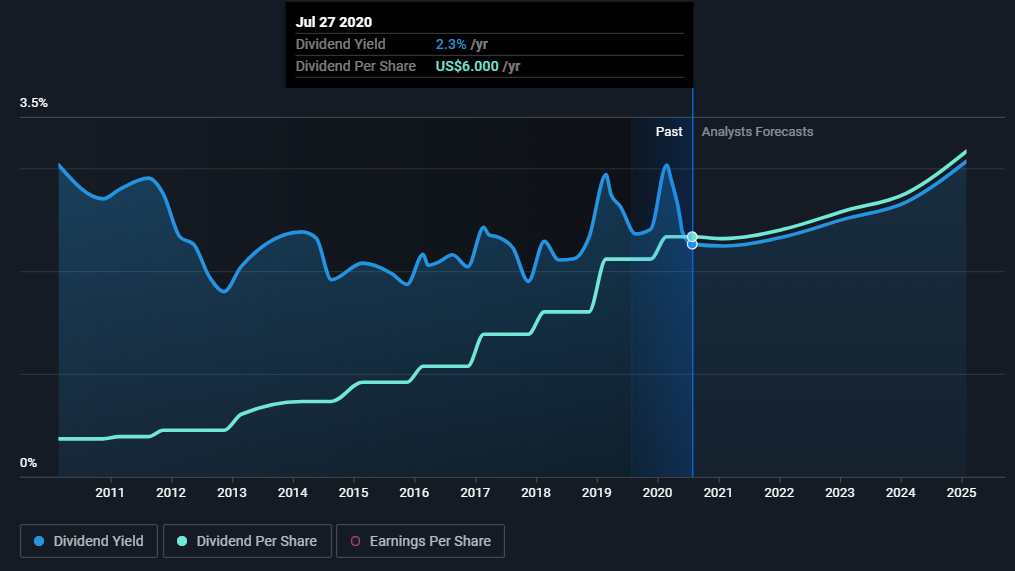 Jul 27 2020
Dividend Yield 2.3% /yr
Dividend Per Share US$6.000 /yr
3.5%
Past Analysts Forecasts
0%
2011 2012 2013 2014 2015 2016 2017 2018 2019 2020 2021 2022 2023 2024 2025
Dividend Yield Dividend Per Share Earnings Per Share